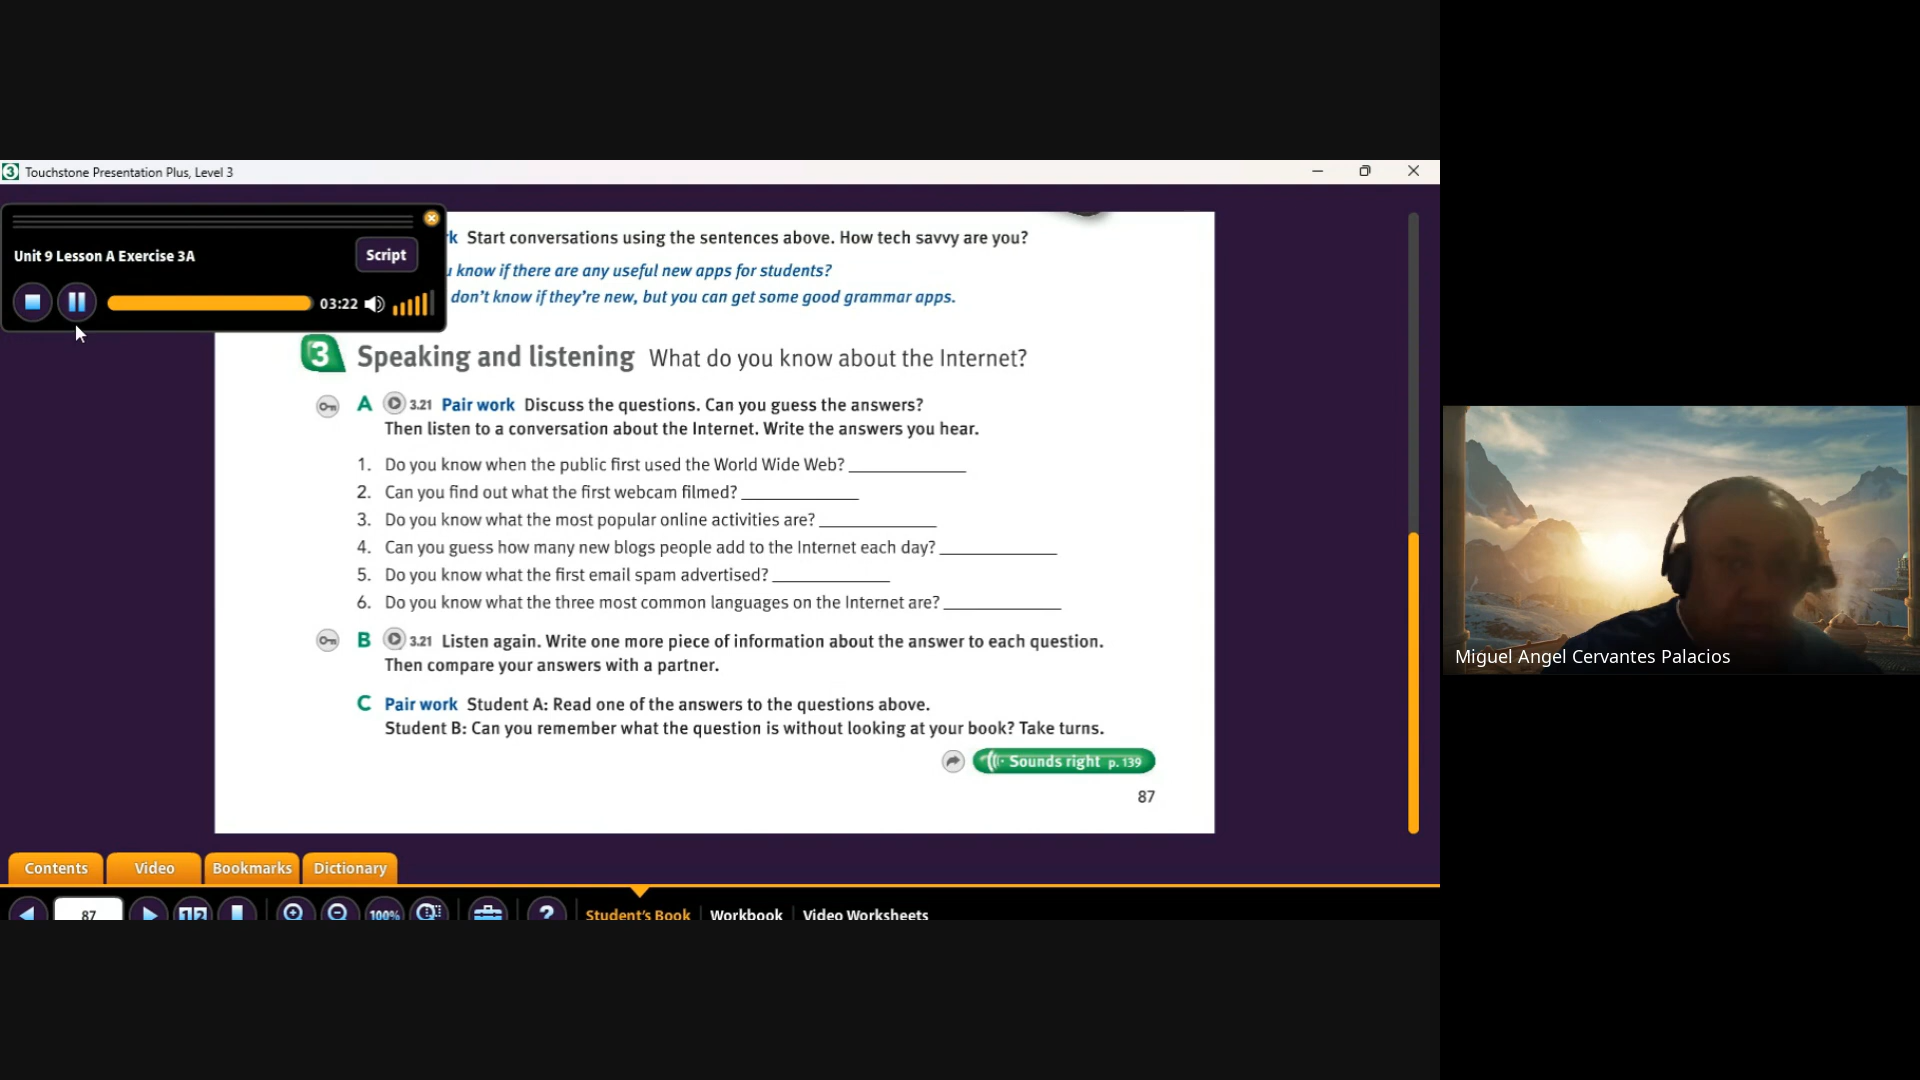 Touchstone Presentation Plus, Level 3
Unit 9 Lesson A Exercise 3A
Script
03:22
k Start conversations using the sentences above. How tech savvy are you?
u know if there are any useful new apps for students?
don't know if they're new, but you can get some good grammar apps.
3 Speaking and listening What do you know about the Internet?
A 3.21 Pair work Discuss the questions. Can you guess the answers?
Then listen to a conversation about the Internet. Write the answers you hear.
1. Do you know when the public first used the World Wide Web? ____________
2. Can you find out what the first webcam filmed? ____________
3. Do you know what the most popular online activities are? ____________
4. Can you guess how many new blogs people add to the Internet each day? ____________
5. Do you know what the first email spam advertised? ____________
6. Do you know what the three most common languages on the Internet are? ____________
B 3.21 Listen again. Write one more piece of information about the answer to each question.
Then compare your answers with a partner.
C Pair work Student A: Read one of the answers to the questions above.
Student B: Can you remember what the question is without looking at your book? Take turns.
Sounds right p. 139
87
Contents Video Bookmarks Dictionary
87 12 100% ? Student's Book Workbook Video Worksheets
Miguel Angel Cervantes Palacios